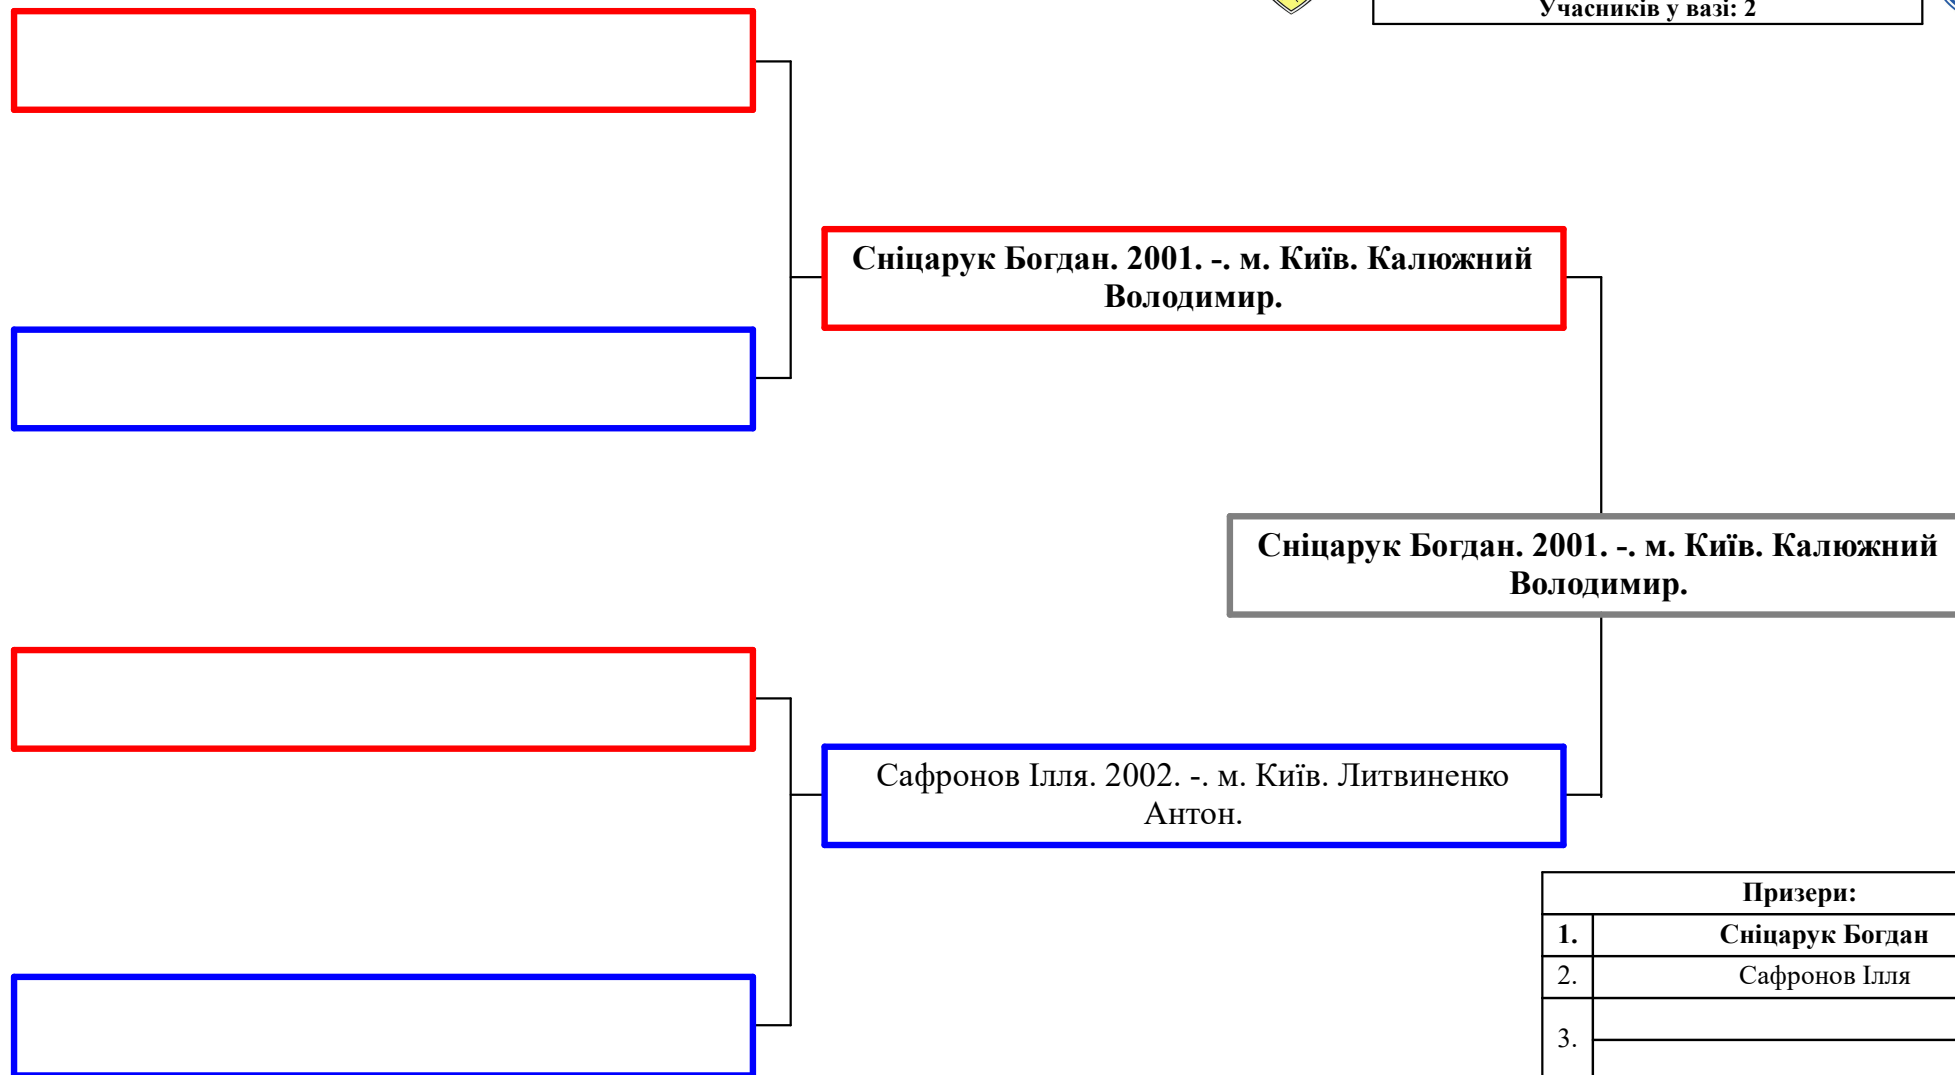 Учасників у вазі: 2
Сніцарук Богдан. 2001. -. м. Київ. Калюжний
Володимир.
Сніцарук Богдан. 2001. -. м. Київ. Калюжний
Володимир.
Сафронов Ілля. 2002. -. м. Київ. Литвиненко
Антон.
Призери:
1. Сніцарук Богдан
2. Сафронов Ілля
3.